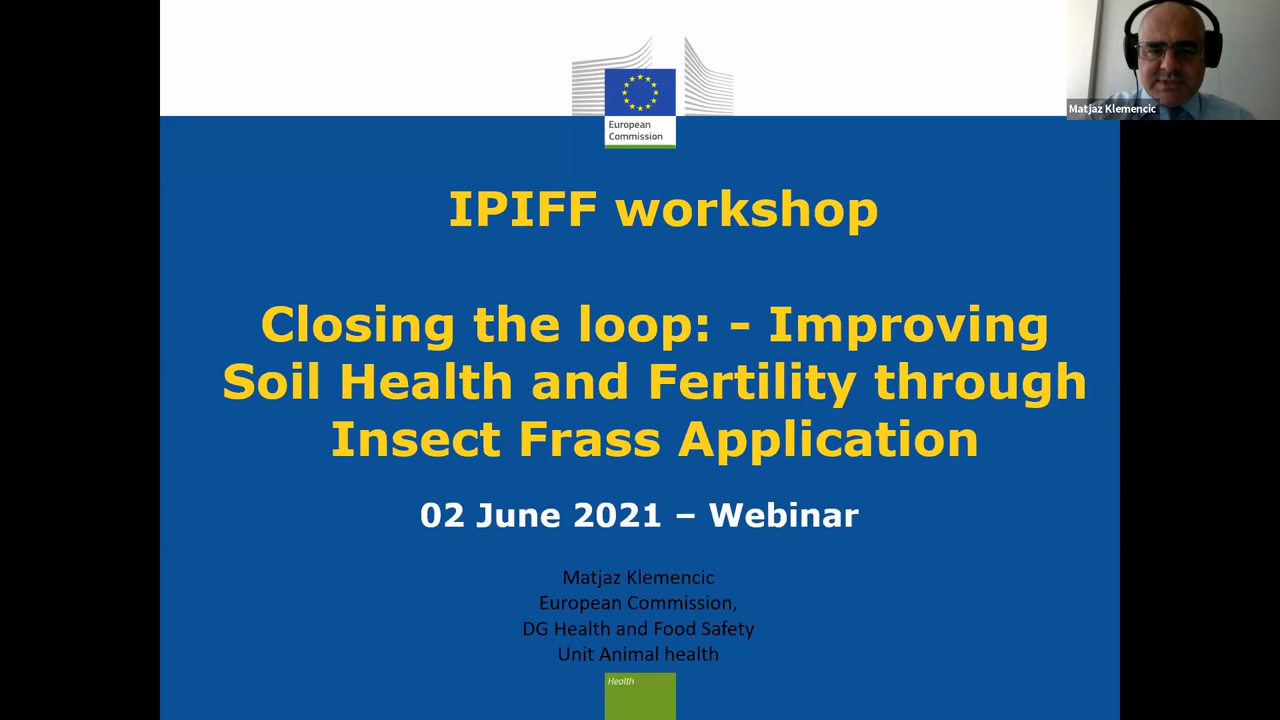 European
Commission
Matjaz Klemencic
IPIFF workshop
Closing the loop: - Improving
Soil Health and Fertility through
Insect Frass Application
02 June 2021 – Webinar
Matjaz Klemencic
European Commission,
DG Health and Food Safety
Unit Animal health
Health